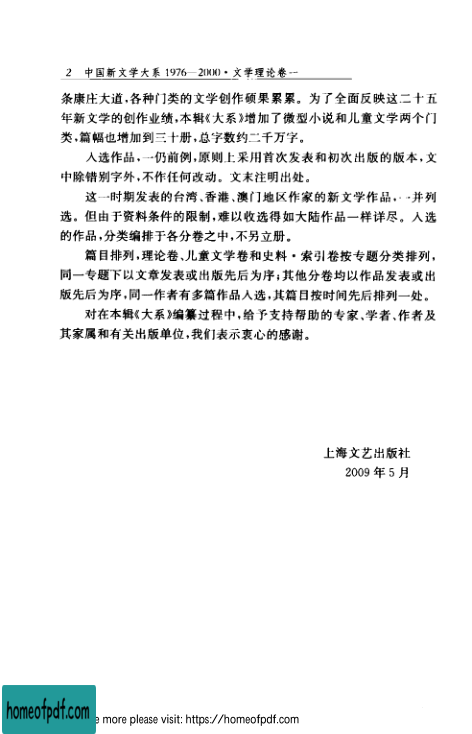 2 中国新文学大系 1976—2000·文学理论卷一
条康庄大道,各种门类的文学创作硕果累累。为了全面反映这二十五
年新文学的创作业绩,本辑《大系》增加了微型小说和儿童文学两个门
类,篇幅也增加到三十册,总字数约二千万字。
入选作品,一仍前例,原则上采用首次发表和初次出版的版本,文
中除错别字外,不作任何改动。文末注明出处。
这一时期发表的台湾、香港、澳门地区作家的新文学作品,一并列
选。但由于资料条件的限制,难以收选得如大陆作品一样详尽。入选
的作品,分类编排于各分卷之中,不另立册。
篇目排列,理论卷、儿童文学卷和史料·索引卷按专题分类排列,
同一专题下以文章发表或出版先后为序;其他分卷均以作品发表或出
版先后为序,同一作者有多篇作品入选,其篇目按时间先后排列一处。
对在本辑《大系》编纂过程中,给予支持帮助的专家、学者、作者及
其家属和有关出版单位,我们表示衷心的感谢。
上海文艺出版社
2009 年 5 月
homeofpdf.com
e more please visit: https://homeofpdf.com